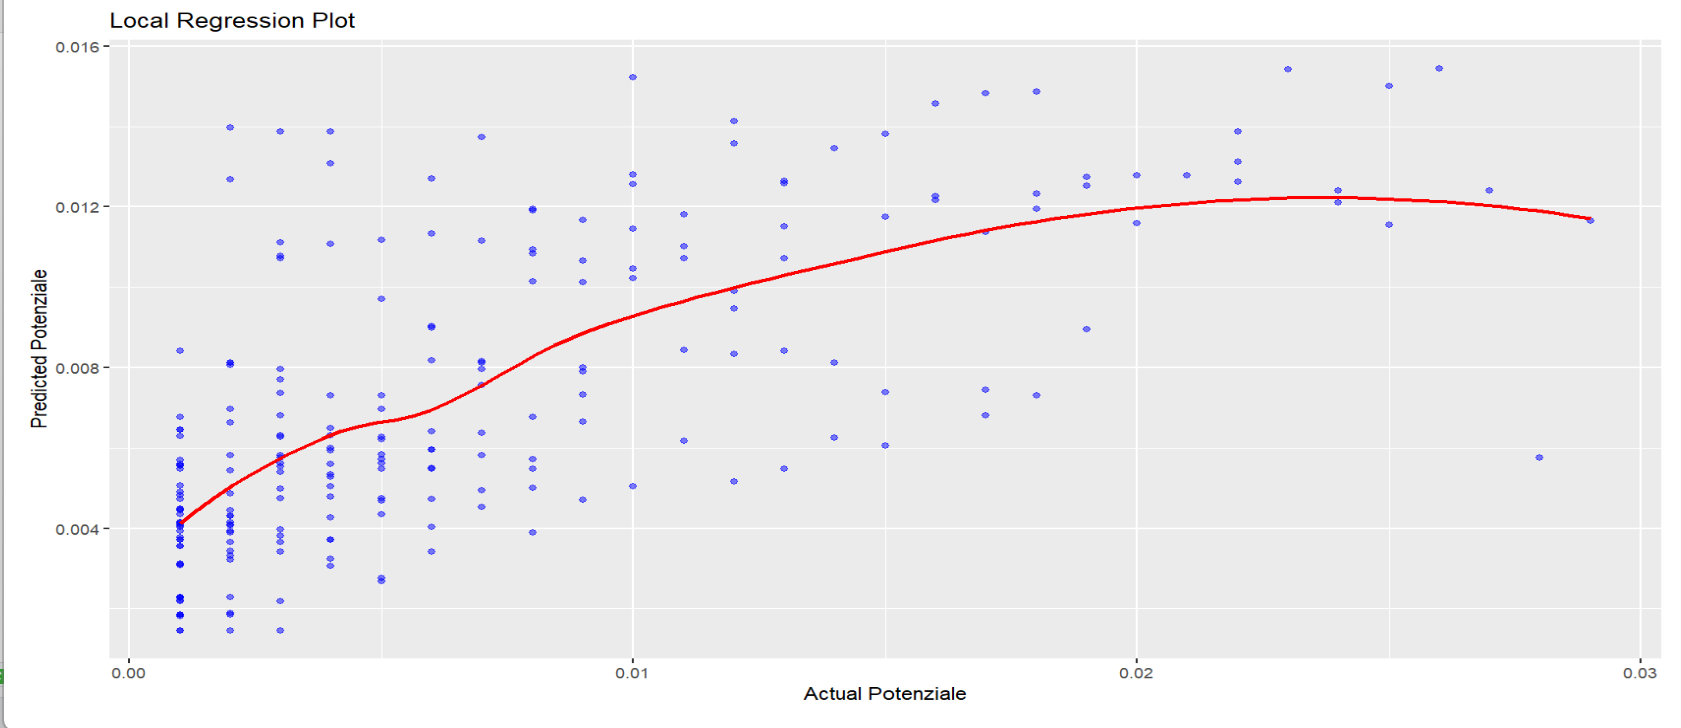 Local Regression Plot
0.016
0.012
0.008
0.004
Predicted Potenziale
0.00 0.01 0.02 0.03
Actual Potenziale